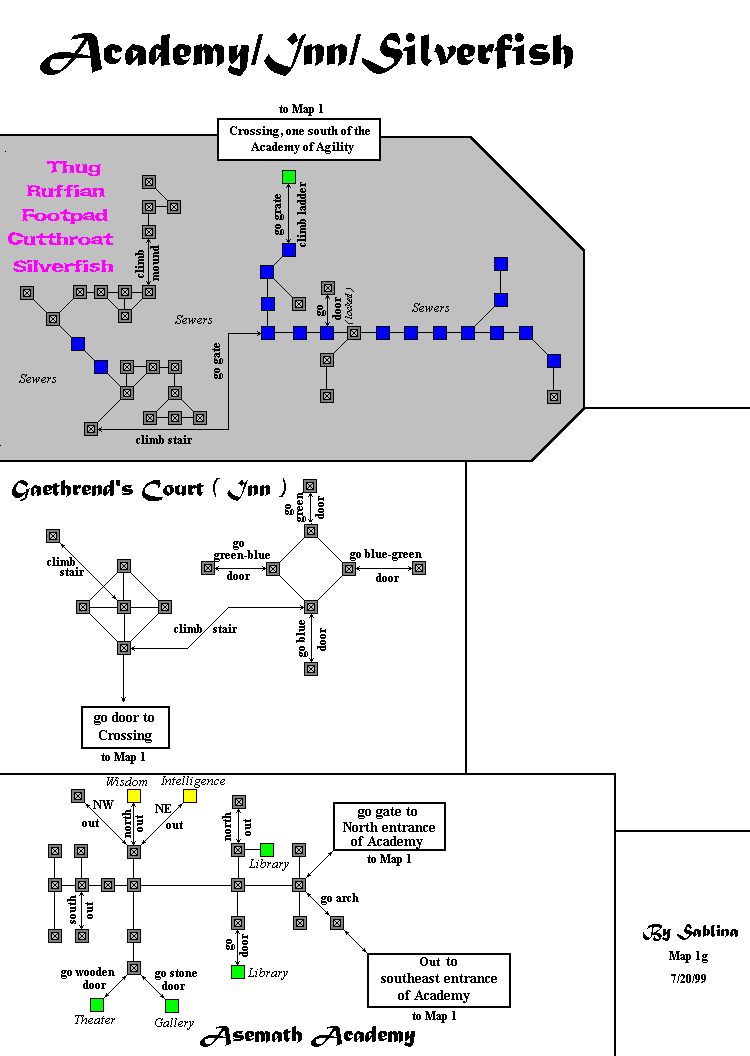 Academy/Inn/Silverfish
to Map 1
Crossing, one south of the
Academy of Agility
Thug
Ruffian
Footpad
Cutthroat
Silverfish
climb
mound
go grate
climb ladder
go
door
(locked)
Sewers
Sewers
Sewers
go gate
climb stair
Gaethrend's Court ( Inn )
go
green
door
go
green-blue
door
go blue-green
door
climb
stair
climb stair
go blue
door
go door to
Crossing
to Map 1
Wisdom
Intelligence
NW
out
north
out
NE
out
north
out
Library
go gate to
North entrance
of Academy
to Map 1
south
out
go arch
go
door
Library
go wooden
door
go stone
door
Theater
Gallery
Out to
southeast entrance
of Academy
to Map 1
Asemath Academy
By Sablina
Map 1g
7/20/99